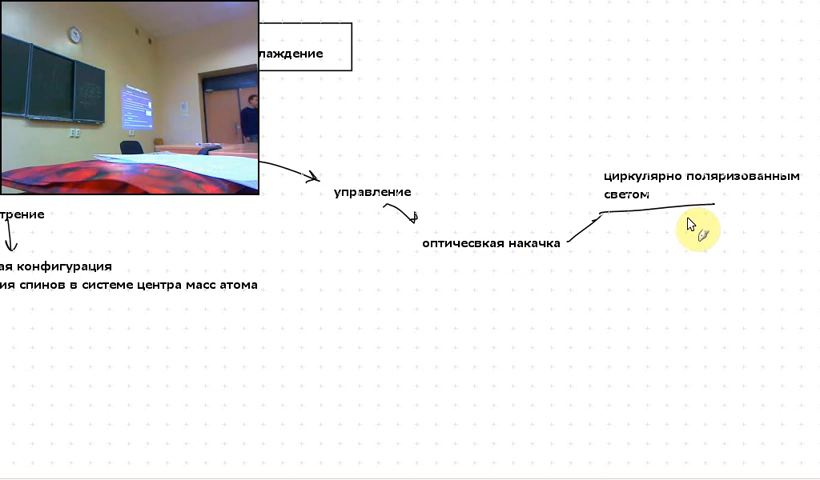 лаждение
циркулярно поляризованным
светом
управление
трение
оптичесвкая накачка
ая конфигурация
ия спинов в системе центра масс атома